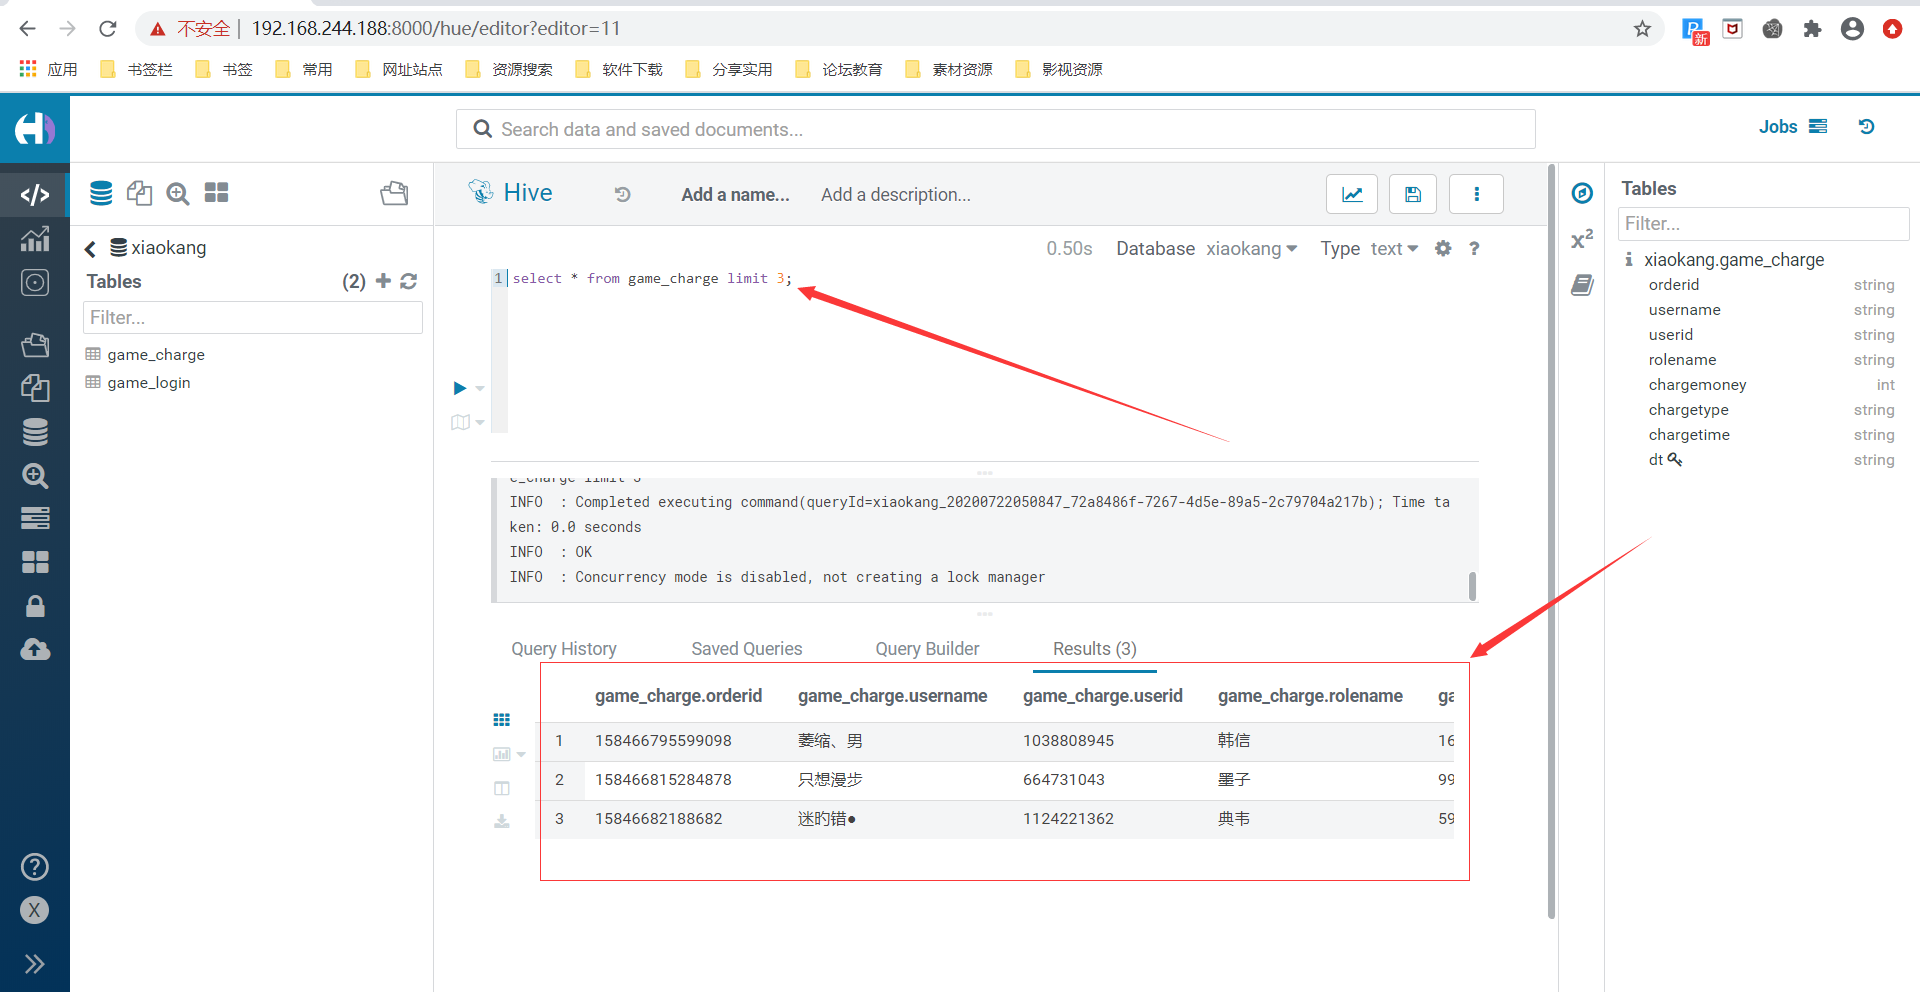 不安全 | 192.168.244.188:8000/hue/editor?editor=11
新
应用 书签栏 书签 常用 网址站点 资源搜索 软件下载 分享实用 论坛教育 素材资源 影视资源
Search data and saved documents...
Jobs
Hive
Add a name...
Add a description...
xiaokang
Tables (2)
Filter...
game_charge
game_login
0.50s Database xiaokang Type text ?
1 select * from game_charge limit 3;
INFO : Completed executing command(queryId=xiaokang_20200722050847_72a8486f-7267-4d5e-89a5-2c79704a217b); Time ta
ken: 0.0 seconds
INFO : OK
INFO : Concurrency mode is disabled, not creating a lock manager
Query History Saved Queries Query Builder Results (3)
game_charge.orderid game_charge.username game_charge.userid game_charge.rolename ga
1 158466795599098 萎缩、男 1038808945 韩信 16
2 158466815284878 只想漫步 664731043 墨子 99
3 15846682188682 迷旳错● 1124221362 典韦 59
X
x²
Tables
Filter...
xiaokang.game_charge
orderid string
username string
userid string
rolename string
chargemoney int
chargetype string
chargetime string
dt string